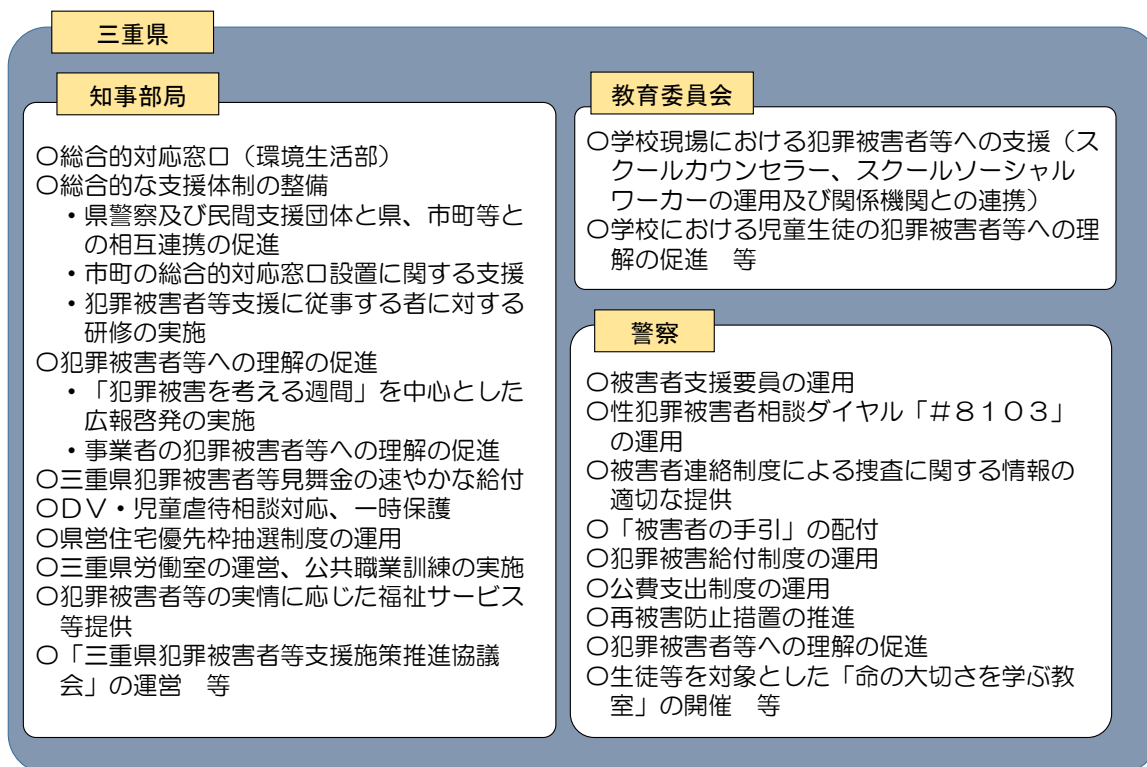 三重県
知事部局
〇総合的対応窓口（環境生活部）
〇総合的な支援体制の整備
・県警察及び民間支援団体と県、市町等と
の相互連携の促進
・市町の総合的対応窓口設置に関する支援
・犯罪被害者等支援に従事する者に対する
研修の実施
〇犯罪被害者等への理解の促進
・「犯罪被害を考える週間」を中心とした
広報啓発の実施
・事業者の犯罪被害者等への理解の促進
〇三重県犯罪被害者等見舞金の速やかな給付
〇ＤＶ・児童虐待相談対応、一時保護
〇県営住宅優先枠抽選制度の運用
〇三重県労働室の運営、公共職業訓練の実施
〇犯罪被害者等の実情に応じた福祉サービス
等提供
〇「三重県犯罪被害者等支援施策推進協議
会」の運営　等
教育委員会
〇学校現場における犯罪被害者等への支援（ス
クールカウンセラー、スクールソーシャル
ワーカーの運用及び関係機関との連携）
〇学校における児童生徒の犯罪被害者等への理
解の促進　等
警察
〇被害者支援要員の運用
〇性犯罪被害者相談ダイヤル「＃８１０３」
の運用
〇被害者連絡制度による捜査に関する情報の
適切な提供
〇「被害者の手引」の配付
〇犯罪被害給付制度の運用
〇公費支出制度の運用
〇再被害防止措置の推進
〇犯罪被害者等への理解の促進
〇生徒等を対象とした「命の大切さを学ぶ教
室」の開催　等